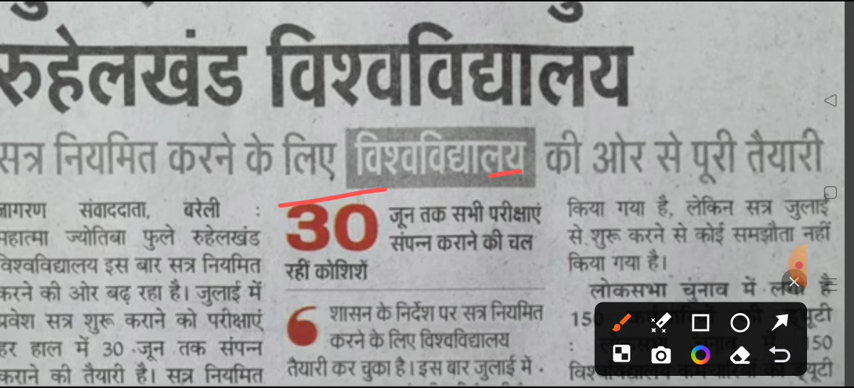 रुहेलखंड विश्वविद्यालय
सत्र नियमित करने के लिए विश्वविद्यालय की ओर से पूरी तैयारी
जागरण संवाददाता, बरेली :
महात्मा ज्योतिबा फुले रुहेलखंड
विश्वविद्यालय इस बार सत्र नियमित
करने की ओर बढ़ रहा है। जुलाई में
प्रवेश सत्र शुरू कराने को परीक्षाएं
हर हाल में 30 जून तक संपन्न
कराने की तैयारी है। सत्र नियमित
30 जून तक सभी परीक्षाएं
संपन्न कराने की चल
रहीं कोशिशें
शासन के निर्देश पर सत्र नियमित
करने के लिए विश्वविद्यालय
तैयारी कर चुका है। इस बार जुलाई में
किया गया है, लेकिन सत्र जुलाई
से शुरू करने से कोई समझौता नहीं
किया गया है।
लोकसभा चुनाव में लगी है
150
150